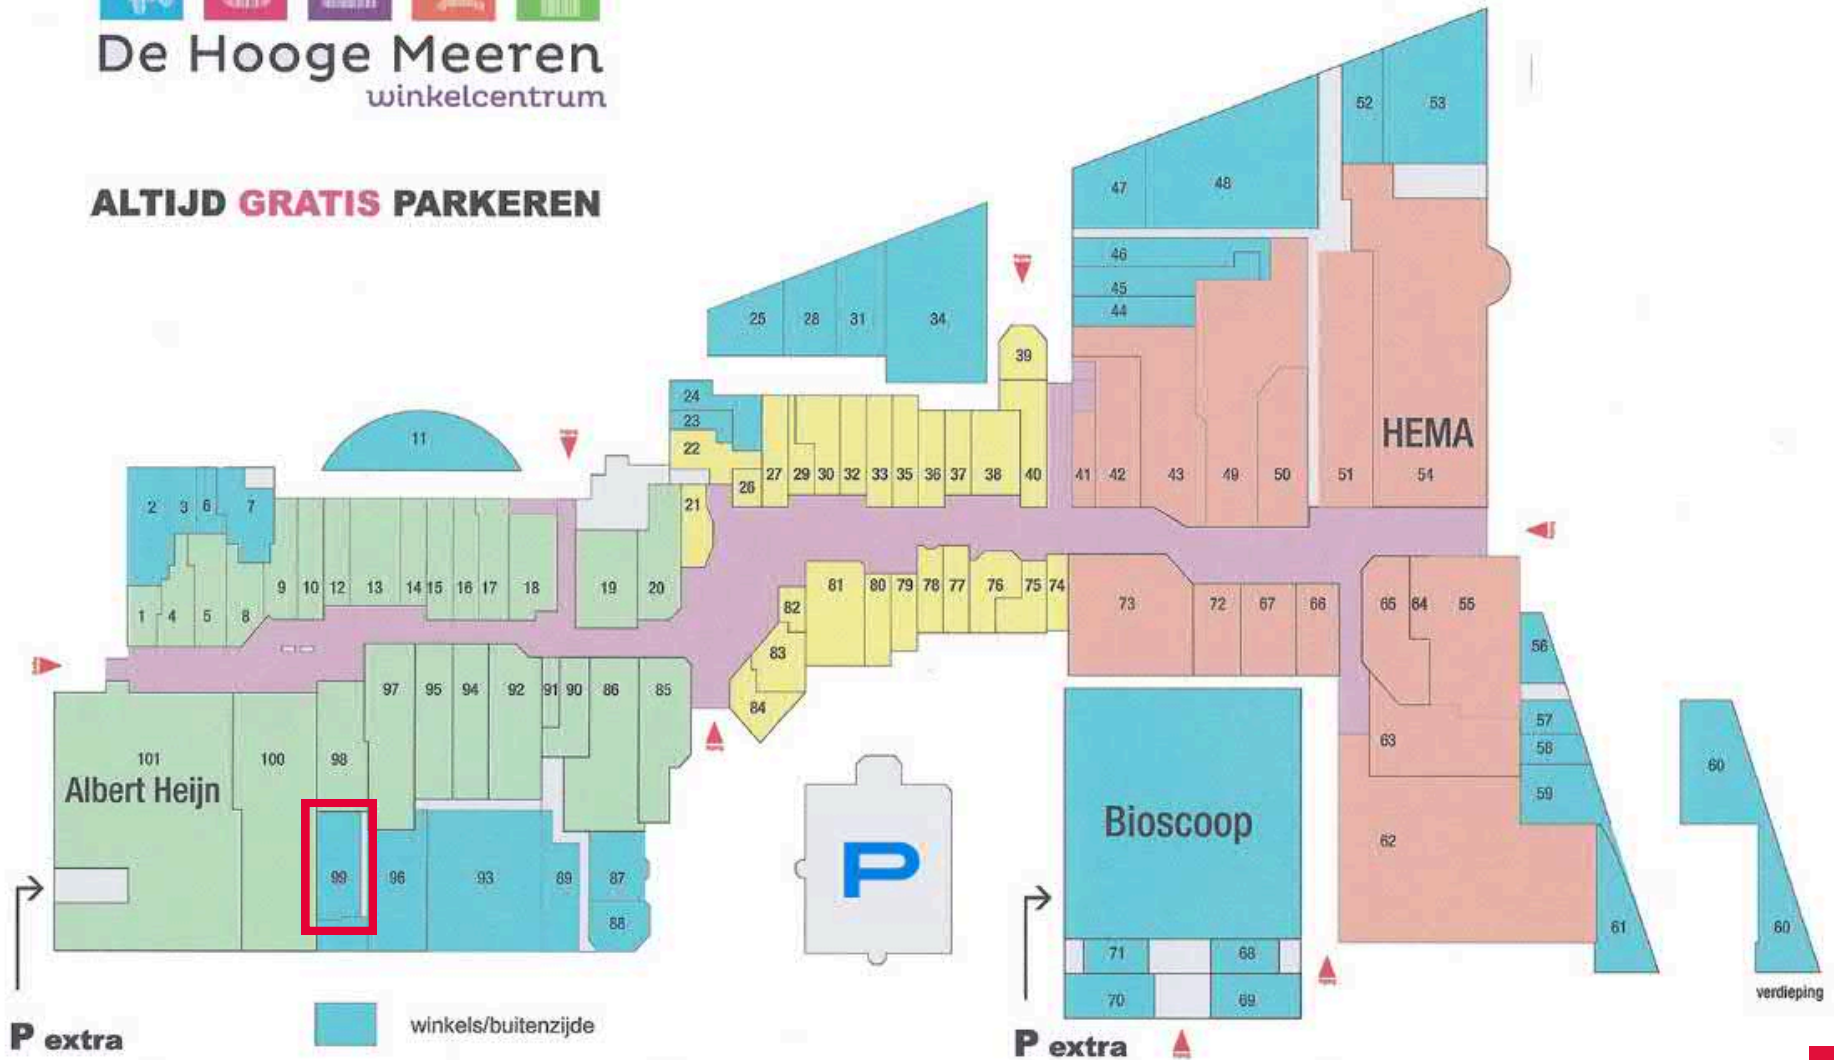 De Hooge Meeren
winkelcentrum
ALTIJD GRATIS PARKEREN
52 53
47 48
46
45
44
25 28 31 34
39
24
23
22
11
HEMA
26 27 29 30 32 33 35 36 37 38 40 41 42 43 49 50 51 54
2 3 6 7
21
9 10 12 13 14 15 16 17 18 19 20
1 4 5 8
82 81 80 79 78 77 76 75 74
73 72 67 66 65 64 55
83
84
56
57
58
59
63
62
61
60
60
verdieping
97 95 94 92 91 90 86 85
101 100 98
Albert Heijn
99 96 93 89 87
88
P
Bioscoop
71 68
70 69
P extra
winkels/buitenzijde
P extra